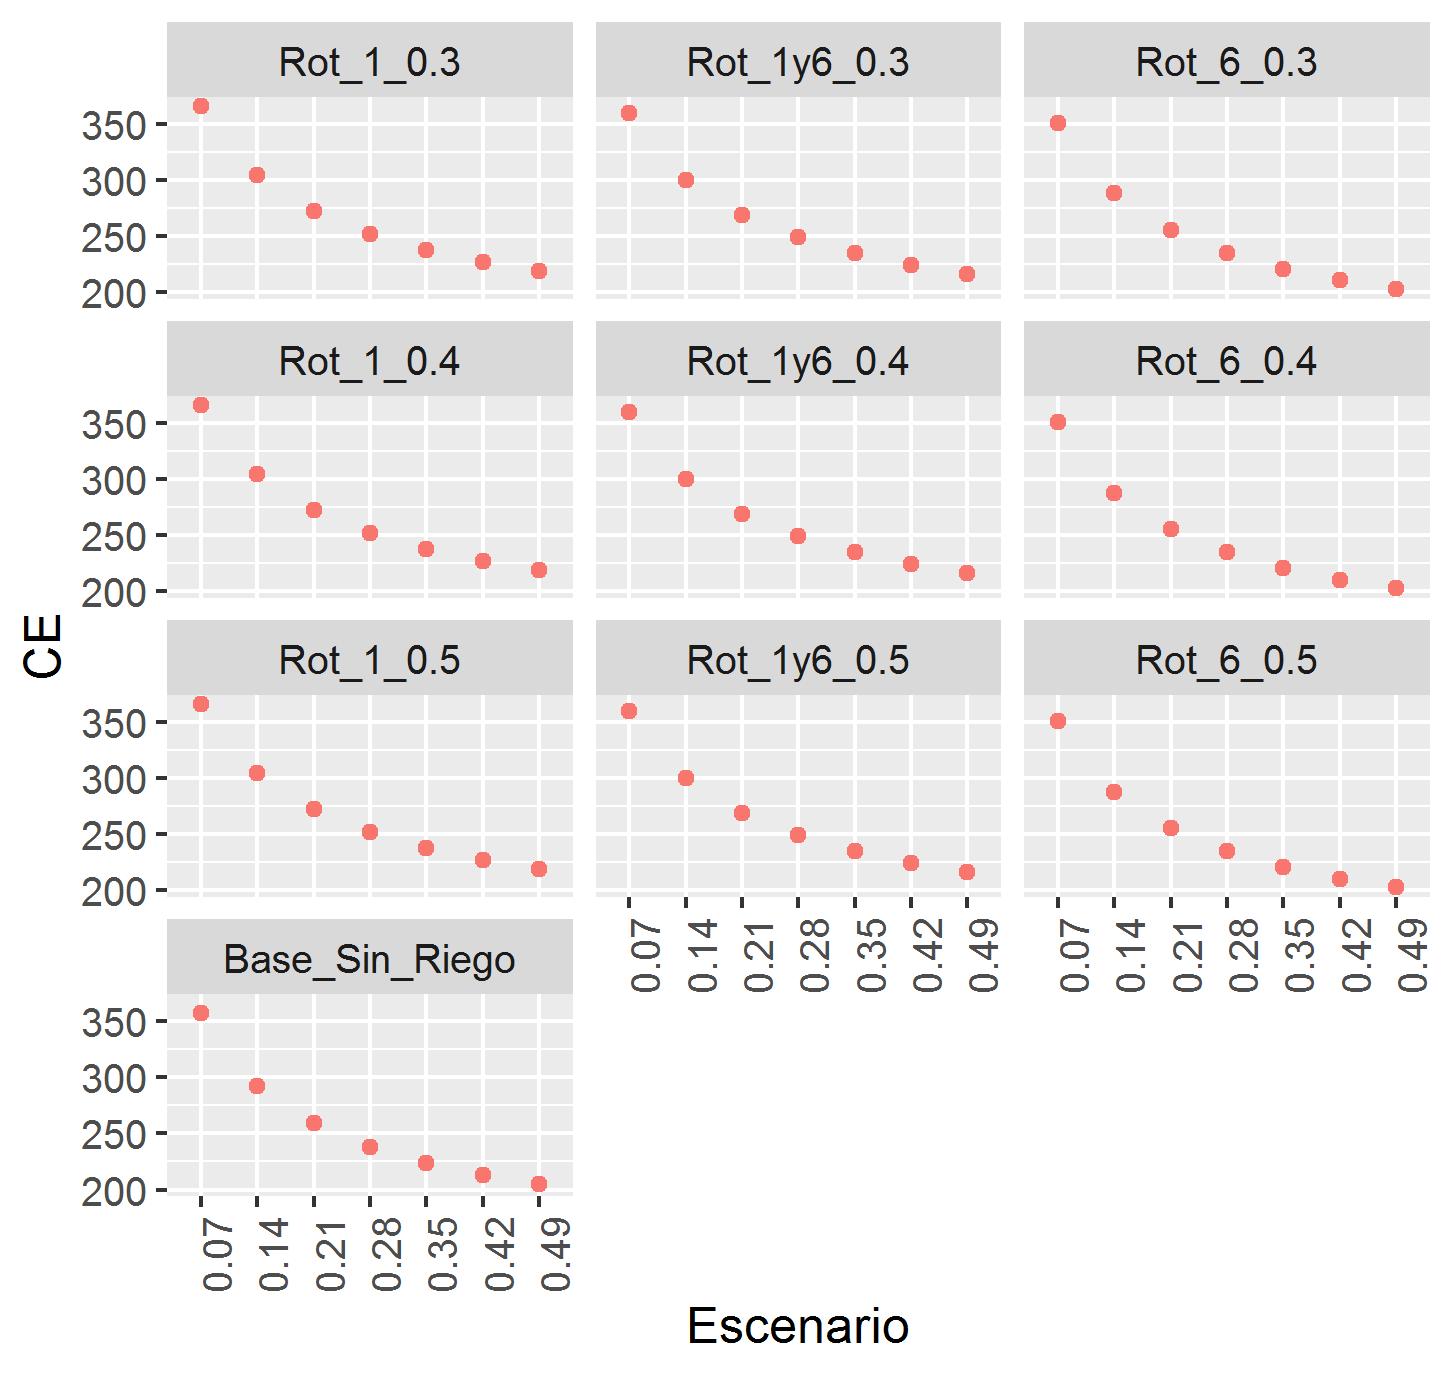 Rot_1_0.3 Rot_1y6_0.3 Rot_6_0.3
350
300
250
200
Rot_1_0.4 Rot_1y6_0.4 Rot_6_0.4
350
300
250
200
CE
Rot_1_0.5 Rot_1y6_0.5 Rot_6_0.5
350
300
250
200
0.07 0.14 0.21 0.28 0.35 0.42 0.49 0.07 0.14 0.21 0.28 0.35 0.42 0.49
Base_Sin_Riego
350
300
250
200
0.07 0.14 0.21 0.28 0.35 0.42 0.49
Escenario